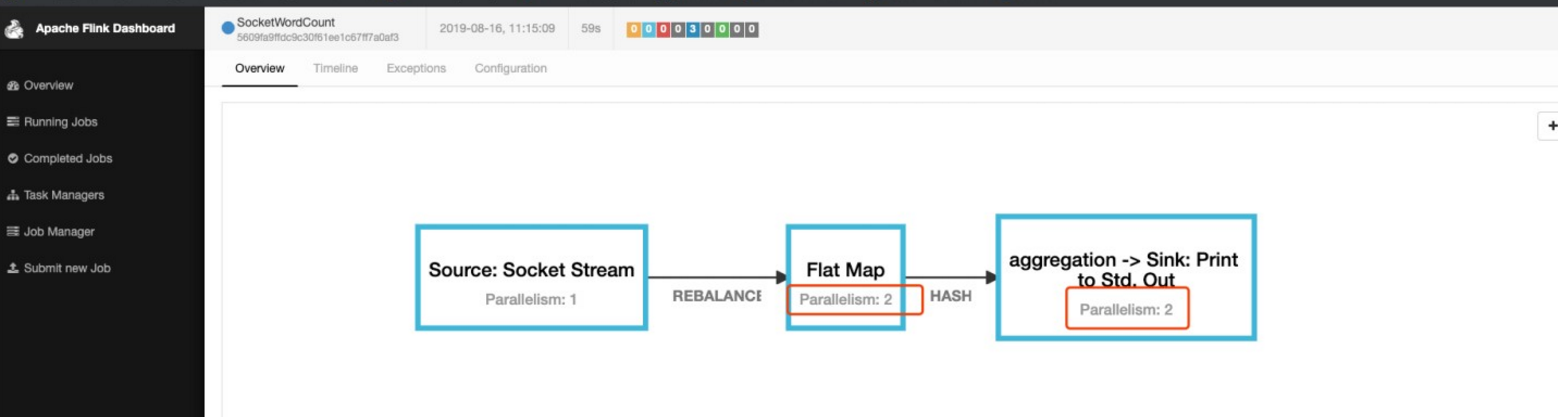 Apache Flink Dashboard
Overview
Running Jobs
Completed Jobs
Task Managers
Job Manager
Submit new Job
SocketWordCount 2019-08-16, 11:15:09 59s 0 0 0 0 3 0 0 0 0
5609fa9ffdc9c30f61ee1c67ff7a0af3
Overview Timeline Exceptions Configuration
+
Source: Socket Stream
Parallelism: 1
REBALANCE
Flat Map
Parallelism: 2
HASH
aggregation -> Sink: Print
to Std. Out
Parallelism: 2